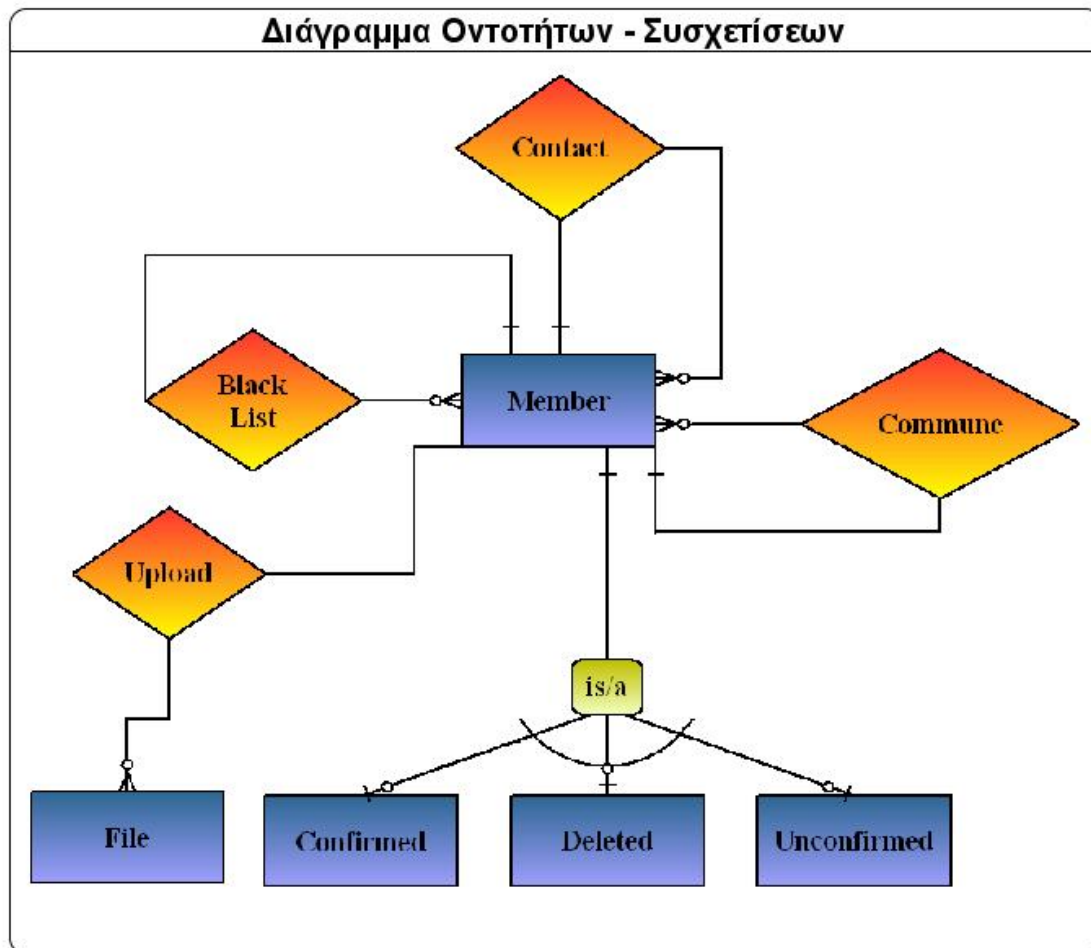 Διάγραμμα Οντοτήτων - Συσχετίσεων
Contact
Black
List
Member
Commune
Upload
is/a
File
Confirmed
Deleted
Unconfirmed